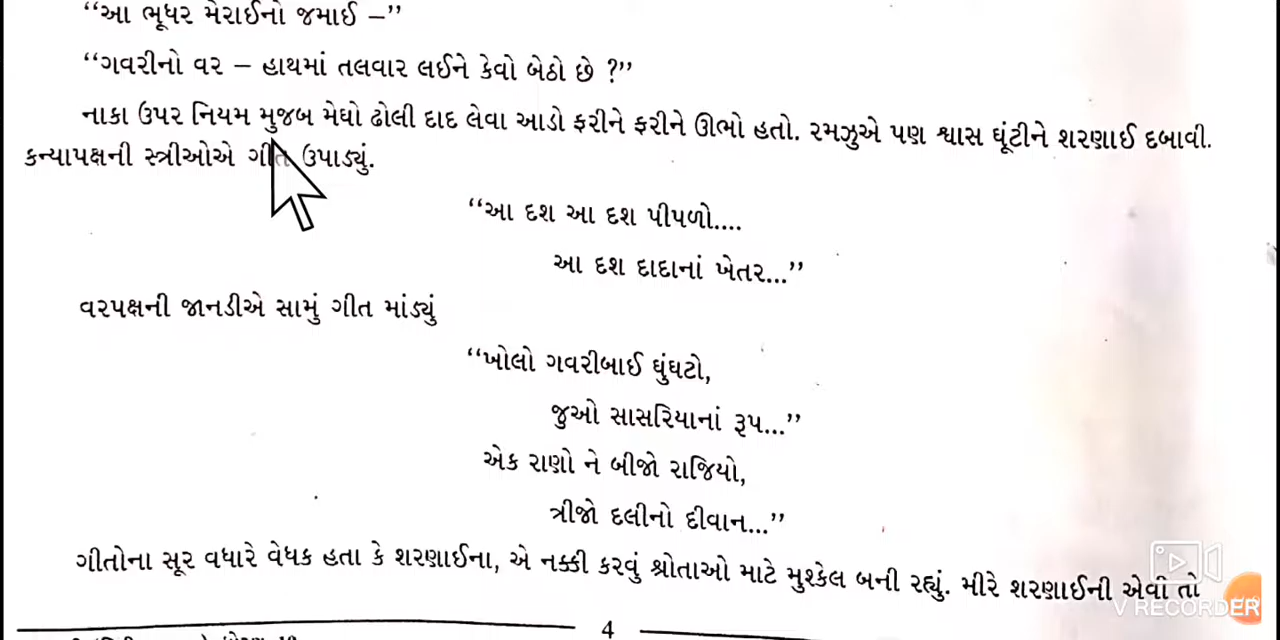 “આ ભૂધર મેરાઈનો જમાઈ –”
“ગવરીનો વર – હાથમાં તલવાર લઈને કેવો બેઠો છે ?”
નાકા ઉપર નિયમ મુજબ મેઘો ઢોલી દાદ લેવા આડો ફરીને ફરીને ઊભો હતો. રમઝુએ પણ શ્વાસ ઘૂંટીને શરણાઈ દબાવી.
કન્યાપક્ષની સ્ત્રીઓએ ગીત ઉપાડ્યું.
“આ દશ આ દશ પીપળો....
આ દશ દાદાનાં ખેતર...”
વરપક્ષની જાનડીએ સામું ગીત માંડ્યું
“ખોલો ગવરીબાઈ ઘુંઘટો,
જુઓ સાસરિયાનાં રૂપ...”
એક રાણો ને બીજો રાજિયો,
ત્રીજો દલીનો દીવાન...”
ગીતોના સૂર વધારે વેધક હતા કે શરણાઈના, એ નક્કી કરવું શ્રોતાઓ માટે મુશ્કેલ બની રહ્યું. મીરે શરણાઈની એવી તો
V RECORDER
4